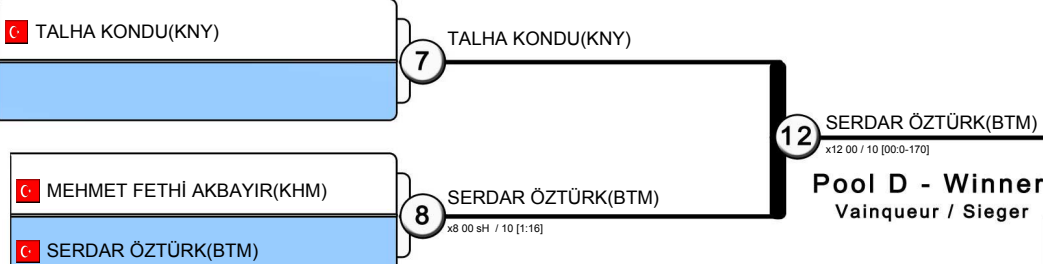 TALHA KONDU(KNY)
7
TALHA KONDU(KNY)
12
SERDAR ÖZTÜRK(BTM)
x12 00 / 10 [00:0-170]
Pool D - Winner
Vainqueur / Sieger
MEHMET FETHİ AKBAYIR(KHM)
8
SERDAR ÖZTÜRK(BTM)
x8 00 sH / 10 [1:16]
SERDAR ÖZTÜRK(BTM)